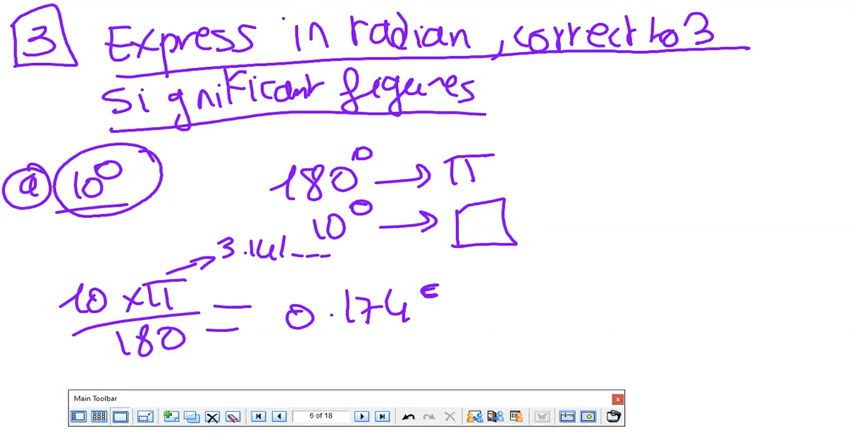 3 Express in radian, correct to 3
significant figures
a 10°
180° → π
10° → □
3.141...
10 × π
180
= 0.174ᶜ
Main Toolbar
6 of 18